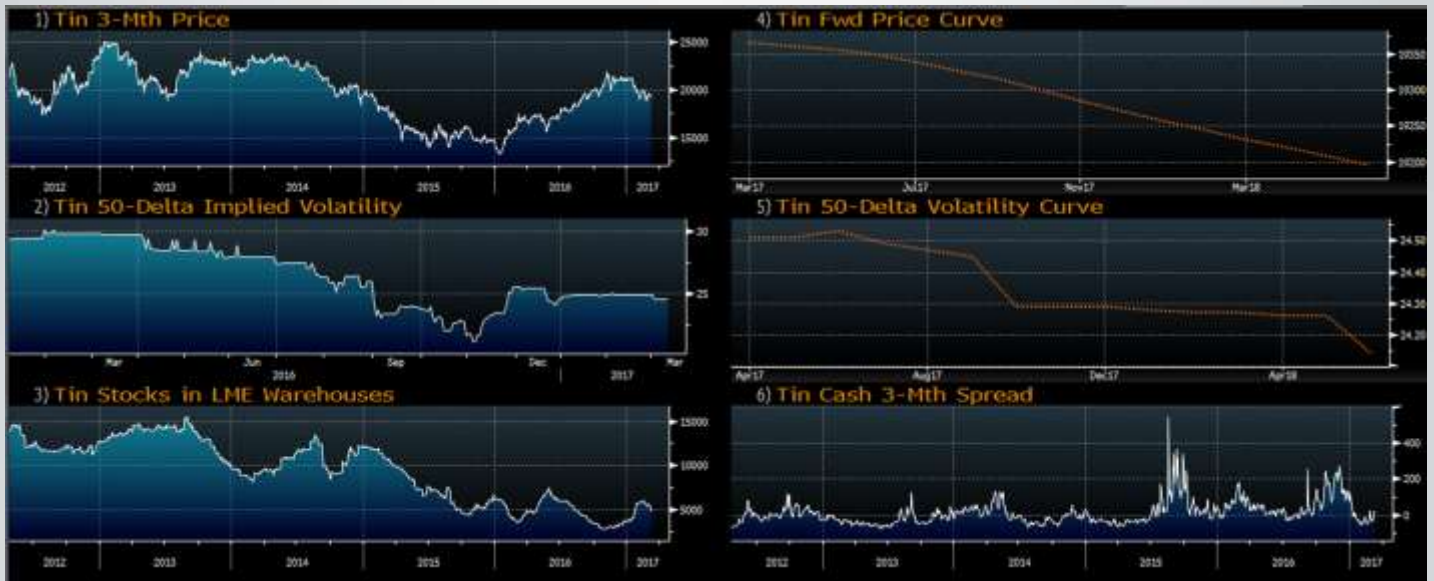 1) Tin 3-Mth Price
25000
20000
15000
2012 2013 2014 2015 2016 2017
2) Tin 50-Delta Implied Volatility
30
25
Mar Jun Sep Dec Mar
2016 2017
3) Tin Stocks in LME Warehouses
15000
10000
5000
2012 2013 2014 2015 2016 2017
4) Tin Fwd Price Curve
19350
19300
19250
19200
Mar17 Jul17 Nov17 Mar18
5) Tin 50-Delta Volatility Curve
24.50
24.40
24.30
24.20
Apr17 Aug17 Dec17 Apr18
6) Tin Cash 3-Mth Spread
400
200
0
2012 2013 2014 2015 2016 2017